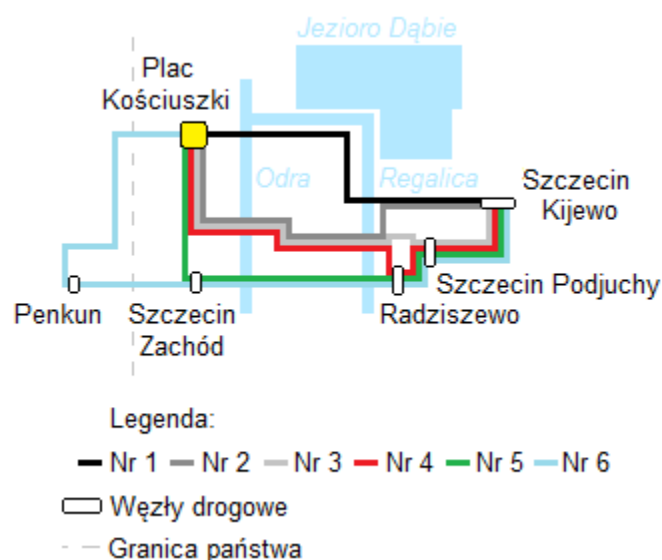 Jezioro Dąbie
Plac
Kościuszki
Odra
Regalica
Szczecin
Kijewo
Penkun
Szczecin
Zachód
Radziszewo
Szczecin Podjuchy
Legenda:
Nr 1
Nr 2
Nr 3
Nr 4
Nr 5
Nr 6
Węzły drogowe
Granica państwa